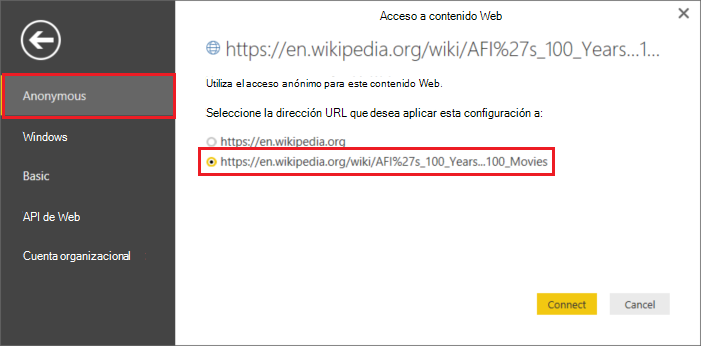 Acceso a contenido Web
https://en.wikipedia.org/wiki/AFI%27s_100_Years...1...
Utiliza el acceso anónimo para este contenido Web.
Seleccione la dirección URL que desea aplicar esta configuración a:
https://en.wikipedia.org
https://en.wikipedia.org/wiki/AFI%27s_100_Years...100_Movies
Anonymous
Windows
Basic
API de Web
Cuenta organizacional
Connect
Cancel